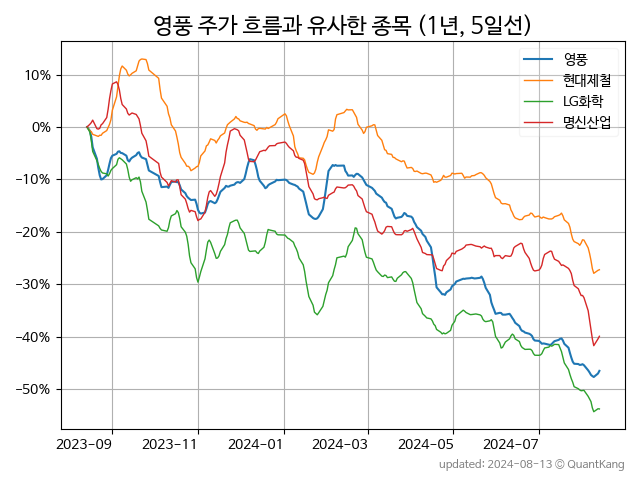 영풍 주가 흐름과 유사한 종목 (1년, 5일선)
영풍
현대제철
LG화학
명신산업
10%
0%
−10%
−20%
−30%
−40%
−50%
2023-09
2023-11
2024-01
2024-03
2024-05
2024-07
updated: 2024-08-13 ⓒ QuantKang